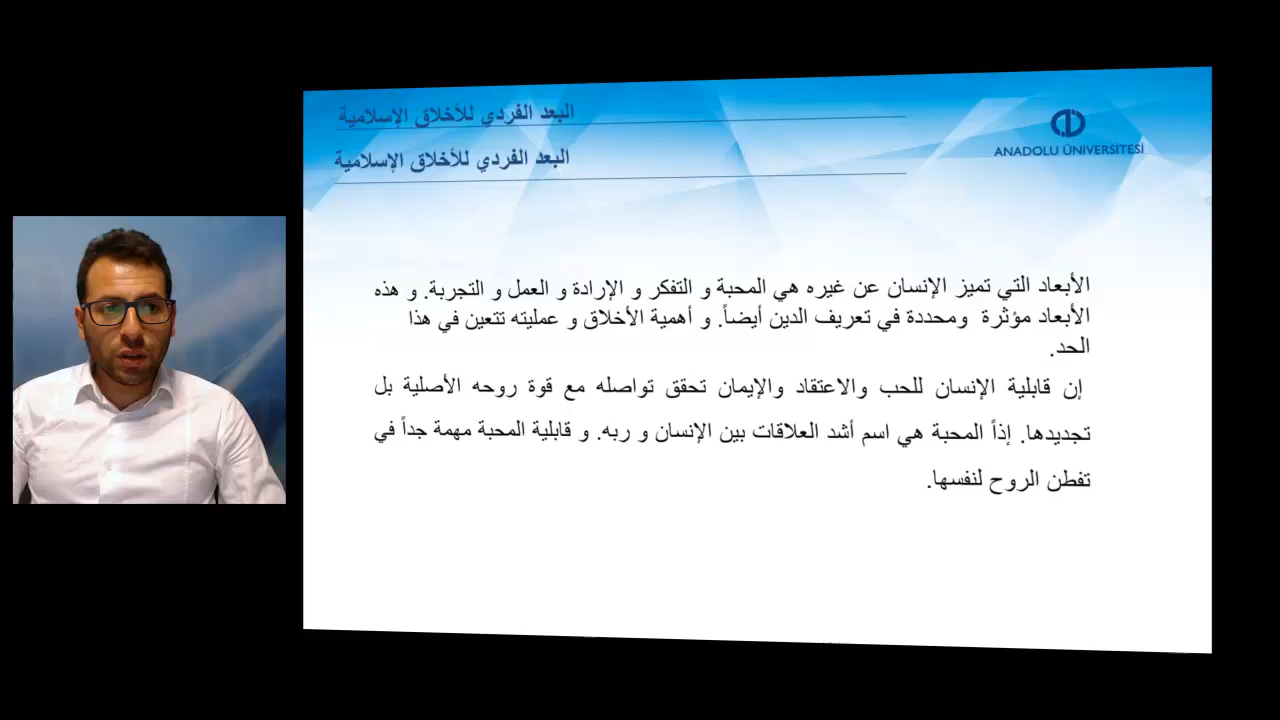 البعد الفردي للأخلاق الإسلامية
البعد الفردي للأخلاق الإسلامية
ANADOLU ÜNİVERSİTESİ
الأبعاد التي تميز الإنسان عن غيره هي المحبة و التفكر و الإرادة و العمل و التجربة. و هذه
الأبعاد مؤثرة ومحددة في تعريف الدين أيضاً. و أهمية الأخلاق و عمليته تتعين في هذا
الحد.
إن قابلية الإنسان للحب والاعتقاد والإيمان تحقق تواصله مع قوة روحه الأصلية بل
تجديدها. إذاً المحبة هي اسم أشد العلاقات بين الإنسان و ربه. و قابلية المحبة مهمة جداً في
تفطن الروح لنفسها.